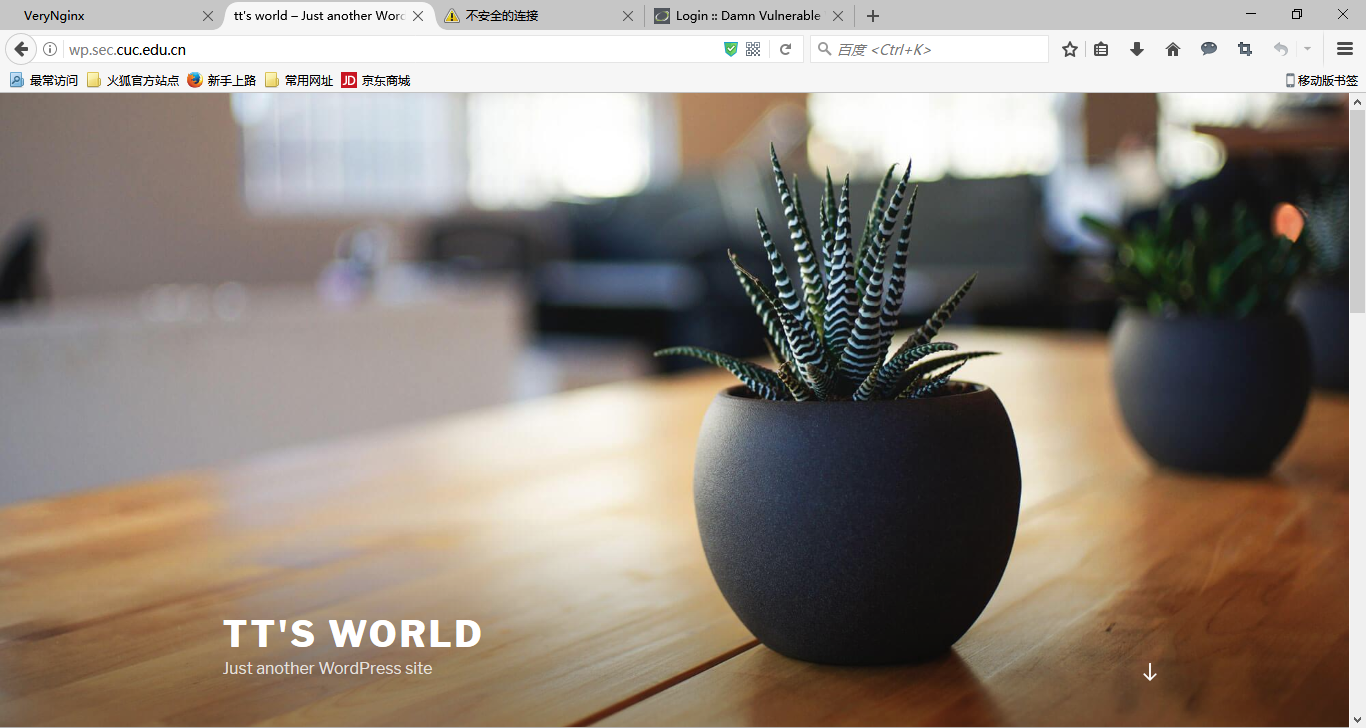 VeryNginx
tt's world – Just another Word
不安全的连接
Login :: Damn Vulnerable
wp.sec.cuc.edu.cn
百度 <Ctrl+K>
最常访问
火狐官方站点
新手上路
常用网址
JD
京东商城
移动版书签
TT'S WORLD
Just another WordPress site